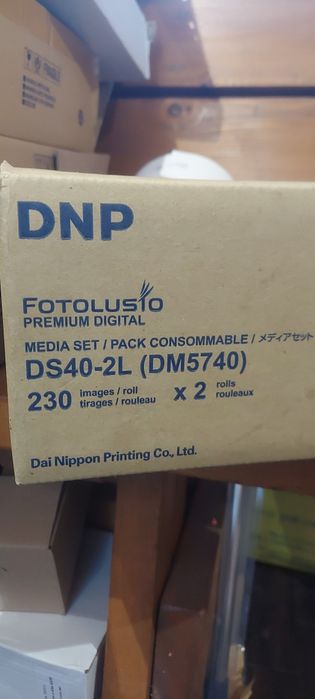 FRAGILE
DNP
FOTOLUSIO
PREMIUM DIGITAL
MEDIA SET / PACK CONSOMMABLE / メディアセット
DS40-2L (DM5740)
230 images / roll x 2 rolls
tirages / rouleau rouleaux
Dai Nippon Printing Co., Ltd.